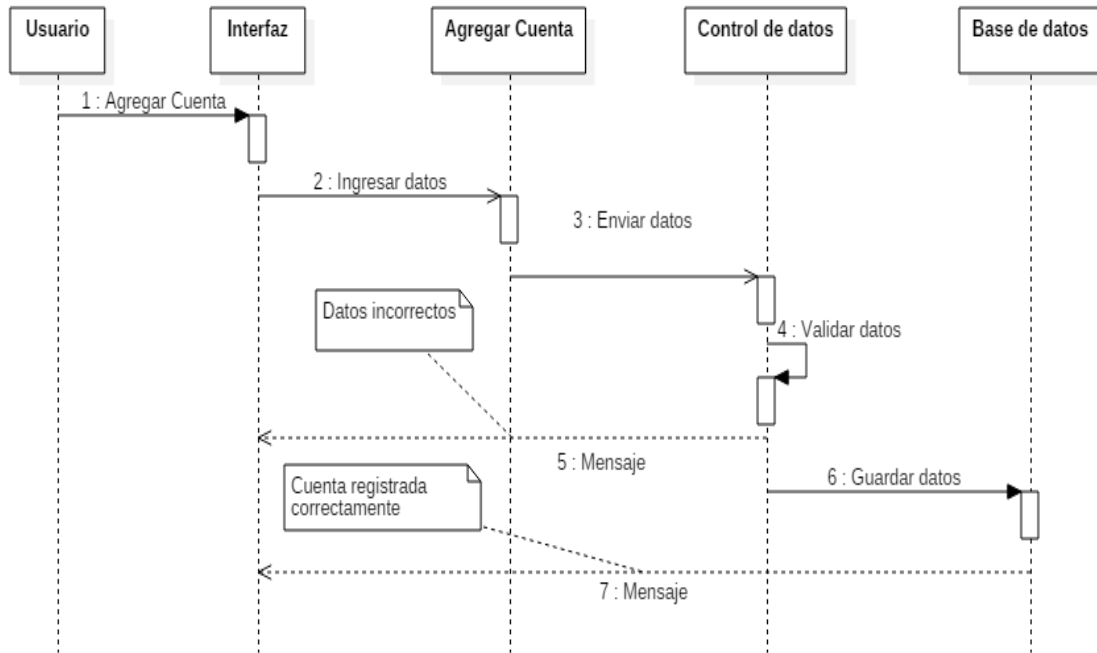 Usuario
Interfaz
Agregar Cuenta
Control de datos
Base de datos
1 : Agregar Cuenta
2 : Ingresar datos
3 : Enviar datos
Datos incorrectos
4 : Validar datos
5 : Mensaje
6 : Guardar datos
Cuenta registrada
correctamente
7 : Mensaje